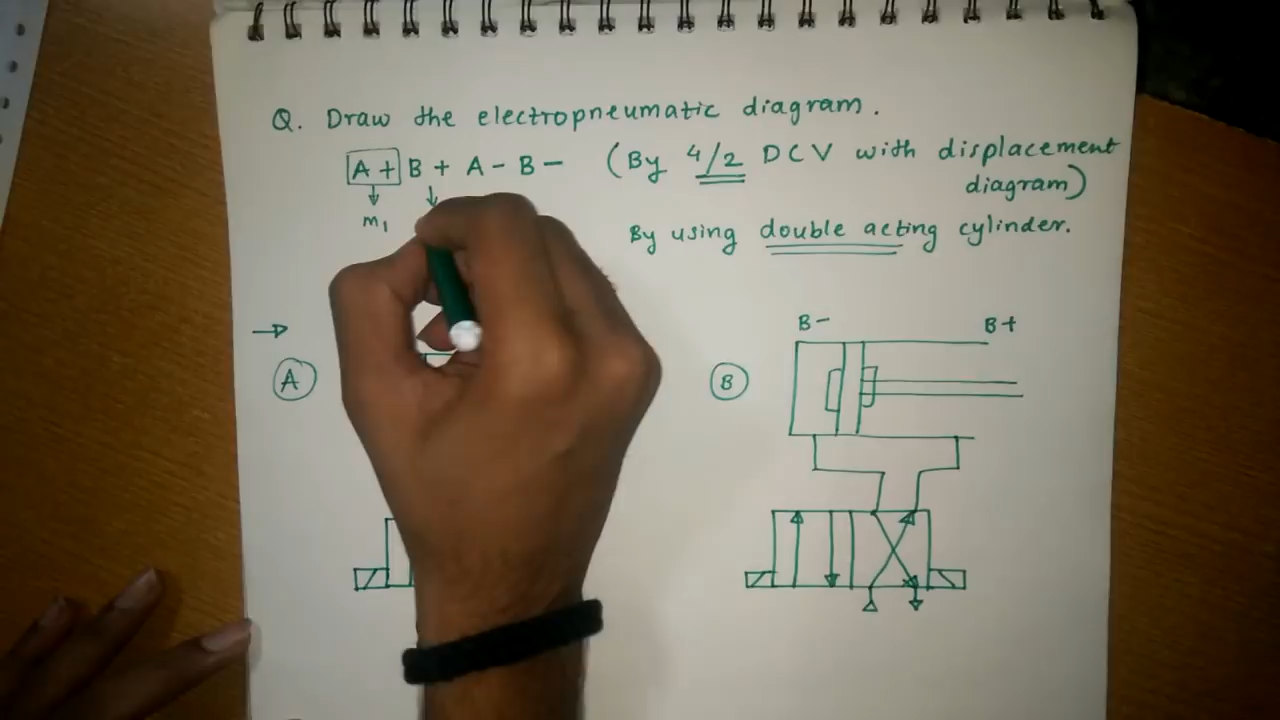 Q. Draw the electropneumatic diagram.
A + B + A - B - (By 4/2 DCV with displacement
diagram)
m1
By using double acting cylinder.
B- B+
A
B